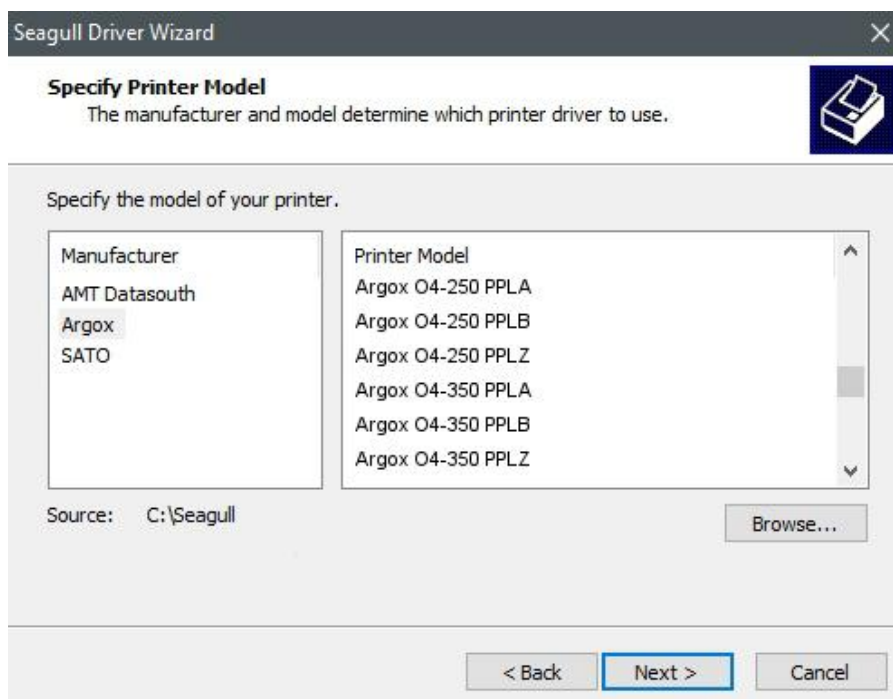 Seagull Driver Wizard
Specify Printer Model
The manufacturer and model determine which printer driver to use.
Specify the model of your printer.
Manufacturer
AMT Datasouth
Argox
SATO
Printer Model
Argox O4-250 PPLA
Argox O4-250 PPLB
Argox O4-250 PPLZ
Argox O4-350 PPLA
Argox O4-350 PPLB
Argox O4-350 PPLZ
Source: C:\Seagull
Browse...
< Back
Next >
Cancel